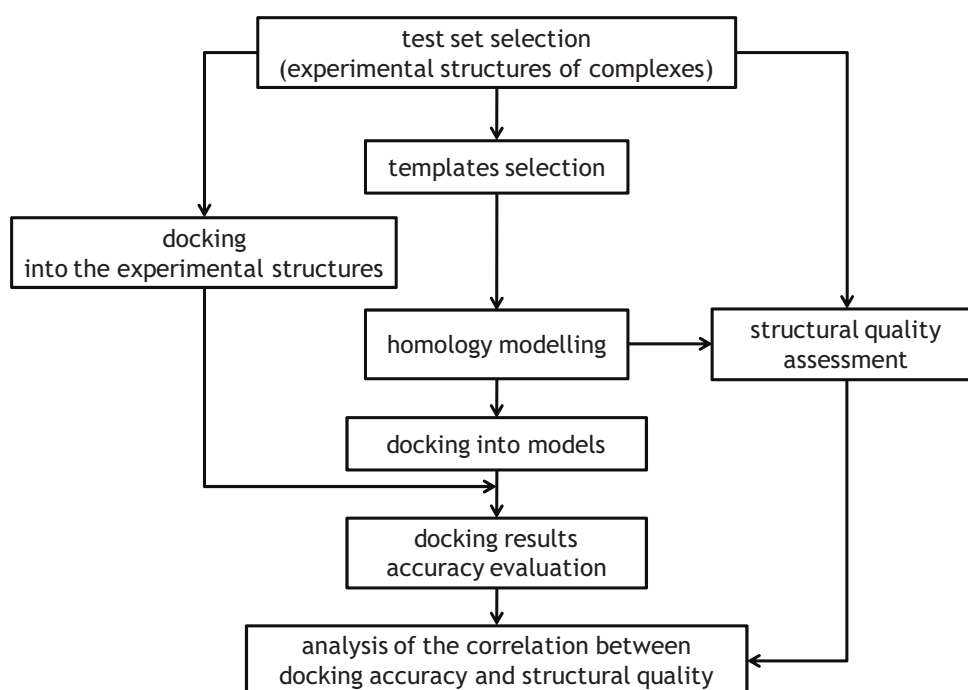 test set selection
(experimental structures of complexes)
templates selection
docking
into the experimental structures
homology modelling
structural quality
assessment
docking into models
docking results
accuracy evaluation
analysis of the correlation between
docking accuracy and structural quality